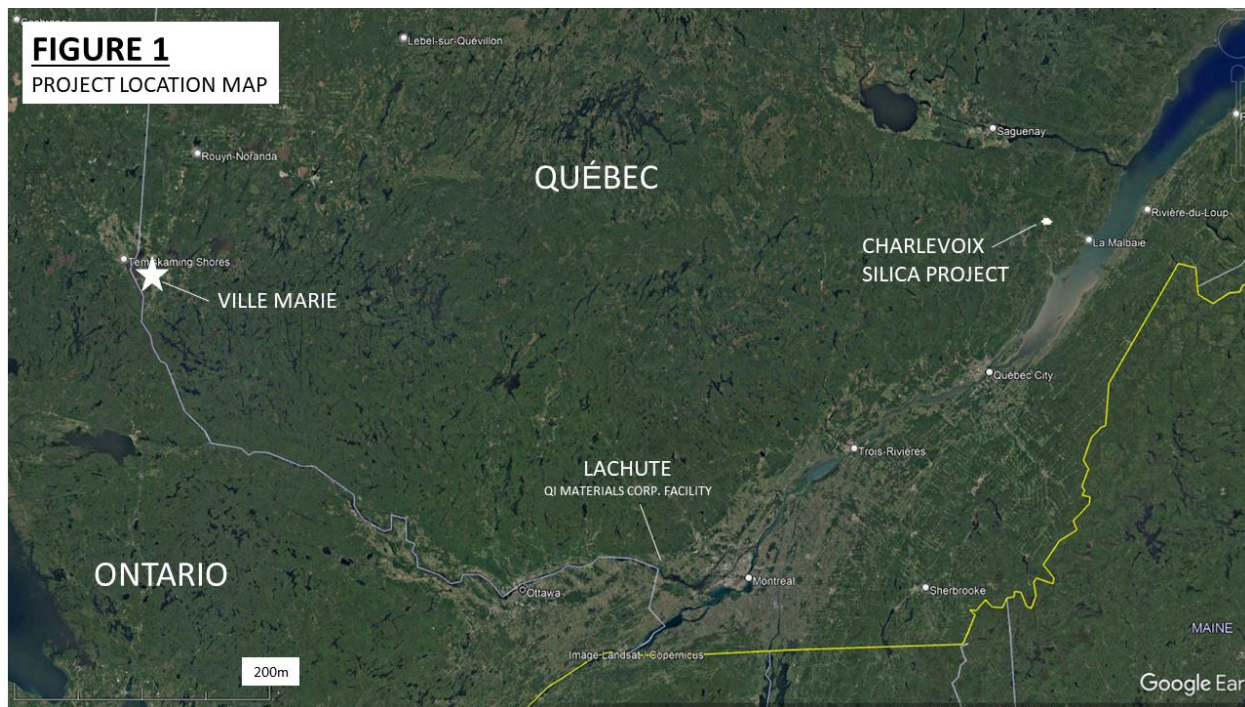 Cochrane
FIGURE 1
PROJECT LOCATION MAP
Lebel-sur-Quévillon
Saguenay
Rouyn-Noranda
QUÉBEC
Rivière-du-Loup
CHARLEVOIX
SILICA PROJECT
La Malbaie
Temiskaming Shores
VILLE MARIE
Québec City
Trois-Rivières
LACHUTE
QI MATERIALS CORP. FACILITY
ONTARIO
Ottawa
Montreal
Sherbrooke
MAINE
Image Landsat / Copernicus
200m
Google Ear